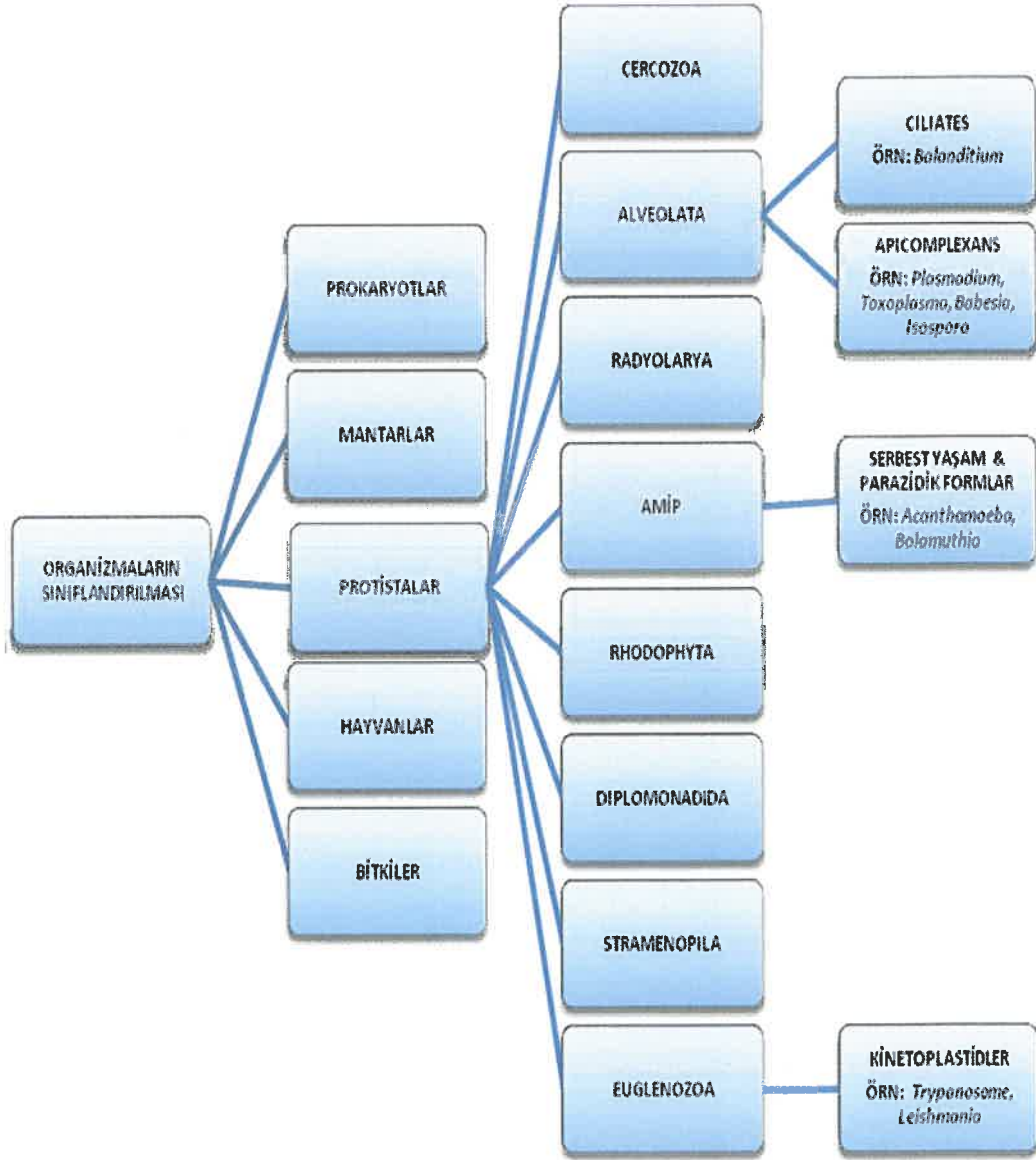 ORGANİZMALARIN
SINIFLANDIRILMASI
PROKARYOTLAR
MANTARLAR
PROTİSTALAR
HAYVANLAR
BİTKİLER
CERCOZOA
ALVEOLATA
RADYOLARYA
AMİP
RHODOPHYTA
DIPLOMONADIDA
STRAMENOPILA
EUGLENOZOA
CILIATES
ÖRN: Balanditium
APICOMPLEXANS
ÖRN: Plasmodium,
Toxoplasma, Babesia,
Isospora
SERBEST YAŞAM &
PARAZİDİK FORMLAR
ÖRN: Acanthamoeba,
Balamuthia
KİNETOPLASTİDLER
ÖRN: Trypanosome,
Leishmania